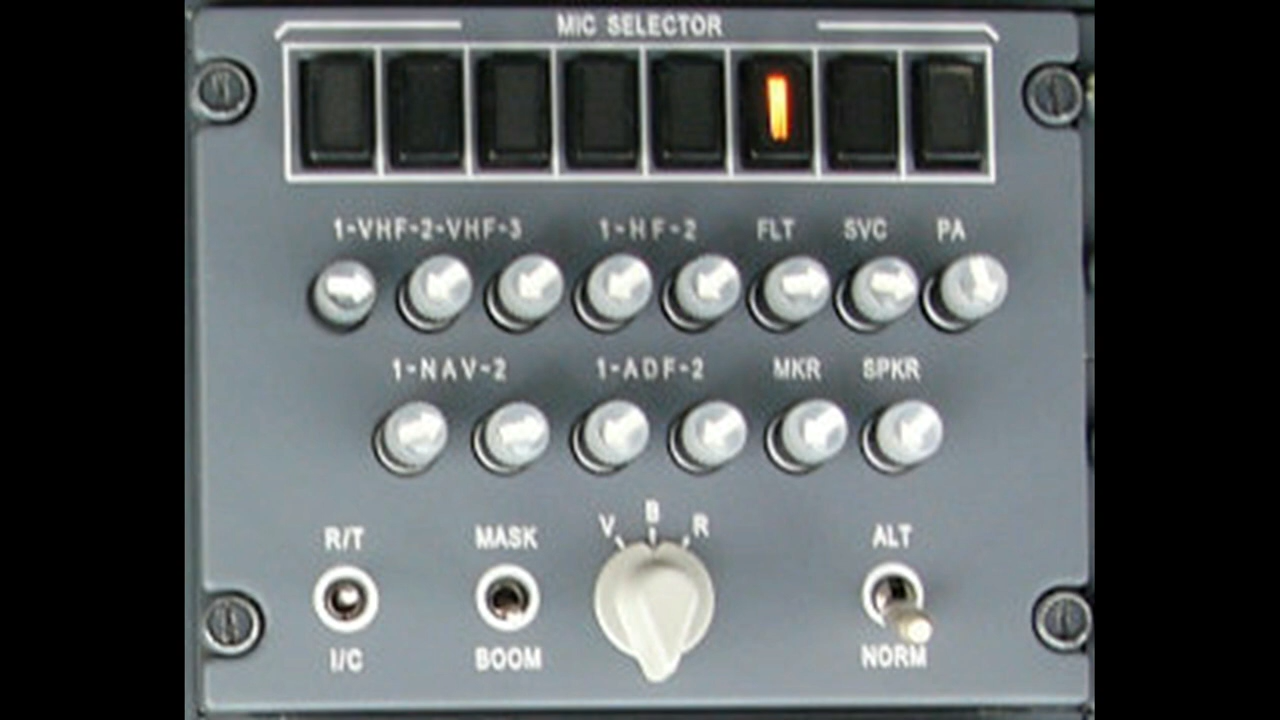 MIC SELECTOR
1-VHF-2-VHF-3 1-HF-2 FLT SVC PA
1-NAV-2 1-ADF-2 MKR SPKR
V B R
R/T MASK ALT
I/C BOOM NORM